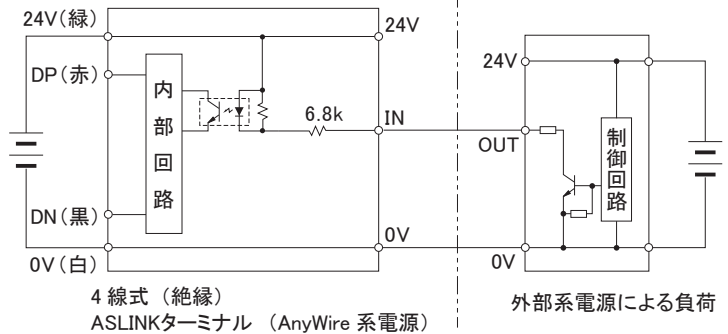 24V(緑)
24V
DP(赤)
内部回路
6.8k
IN
DN(黒)
0V(白)
0V
4 線式 (絶縁)
ASLINKターミナル (AnyWire 系電源)
24V
OUT
制御回路
0V
外部系電源による負荷